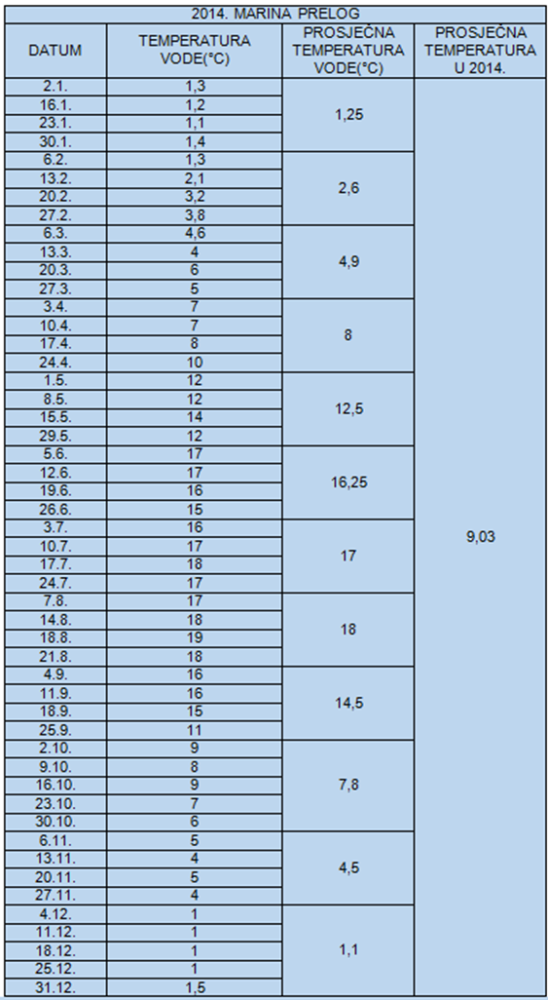 2014. MARINA PRELOG
DATUM TEMPERATURA VODE(°C) PROSJEČNA TEMPERATURA VODE(°C) PROSJEČNA TEMPERATURA U 2014.
2.1. 1,3 1,25 9,03
16.1. 1,2
23.1. 1,1
30.1. 1,4
6.2. 1,3 2,6
13.2. 2,1
20.2. 3,2
27.2. 3,8
6.3. 4,6 4,9
13.3. 4
20.3. 6
27.3. 5
3.4. 7 8
10.4. 7
17.4. 8
24.4. 10
1.5. 12 12,5
8.5. 12
15.5. 14
29.5. 12
5.6. 17 16,25
12.6. 17
19.6. 16
26.6. 15
3.7. 16 17
10.7. 17
17.7. 18
24.7. 17
7.8. 17 18
14.8. 18
18.8. 19
21.8. 18
4.9. 16 14,5
11.9. 16
18.9. 15
25.9. 11
2.10. 9 7,8
9.10. 8
16.10. 9
23.10. 7
30.10. 6
6.11. 5 4,5
13.11. 4
20.11. 5
27.11. 4
4.12. 1 1,1
11.12. 1
18.12. 1
25.12. 1
31.12. 1,5